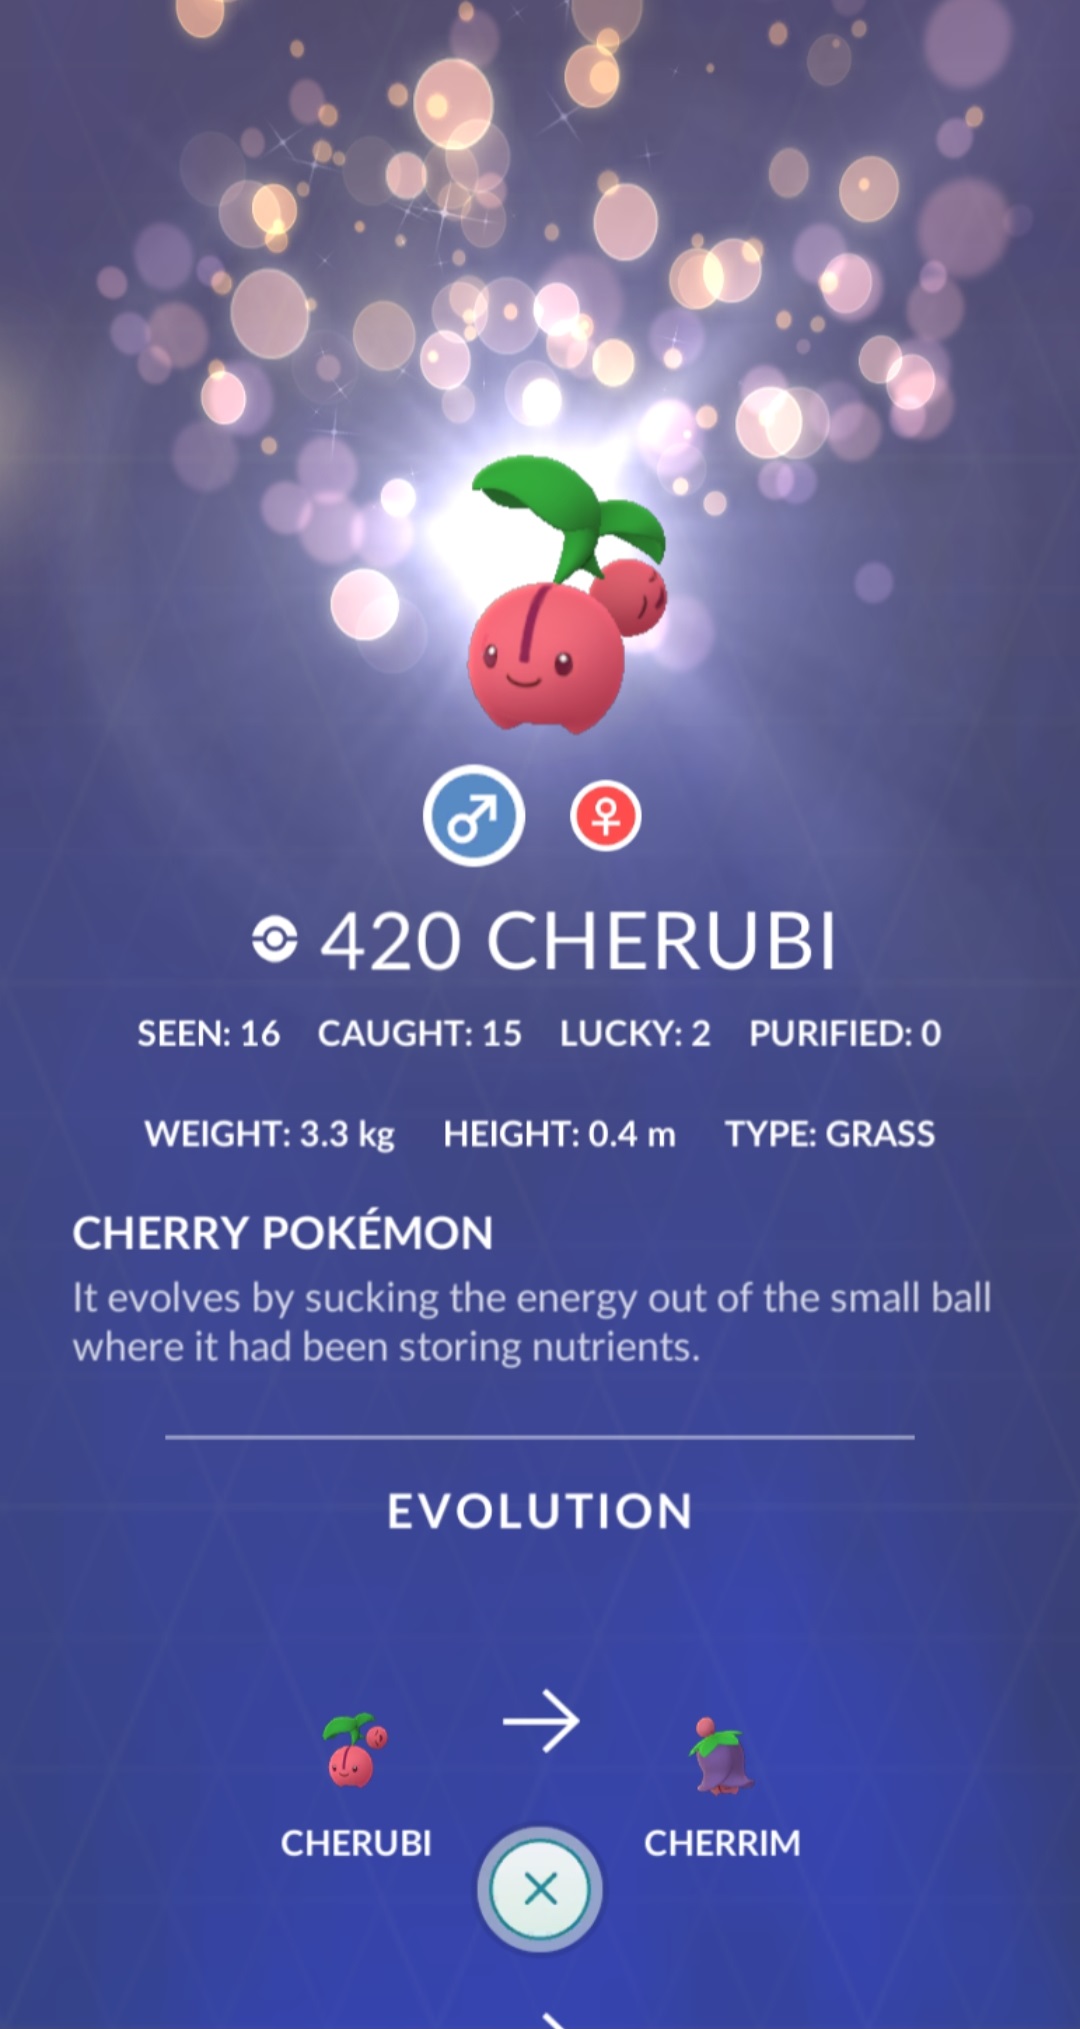 420 CHERUBI
SEEN: 16 CAUGHT: 15 LUCKY: 2 PURIFIED: 0
WEIGHT: 3.3 kg HEIGHT: 0.4 m TYPE: GRASS
CHERRY POKÉMON
It evolves by sucking the energy out of the small ball
where it had been storing nutrients.
EVOLUTION
CHERUBI CHERRIM